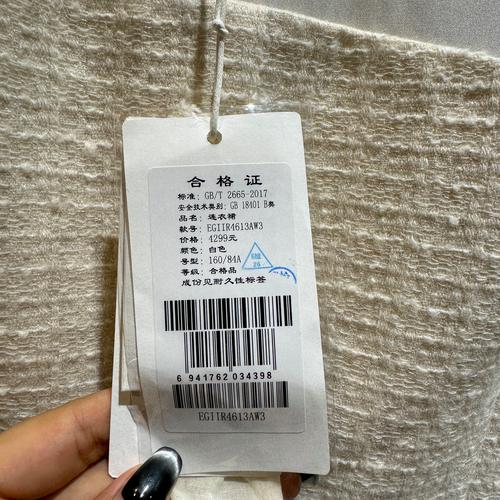 合格证
标准: GB/T 2665-2017
安全技术类别: GB 18401 B类
品名: 连衣裙
款号: EGIIR4613AW3
价格: 4299元
颜色: 白色
号型: 160/84A
等级: 合格品
成份见耐久性标签
6 941762 034398
EGIIR4613AW3